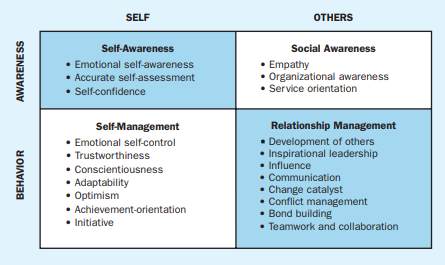 SELF
OTHERS
AWARENESS
Self-Awareness
• Emotional self-awareness
• Accurate self-assessment
• Self-confidence
Social Awareness
• Empathy
• Organizational awareness
• Service orientation
BEHAVIOR
Self-Management
• Emotional self-control
• Trustworthiness
• Conscientiousness
• Adaptability
• Optimism
• Achievement-orientation
• Initiative
Relationship Management
• Development of others
• Inspirational leadership
• Influence
• Communication
• Change catalyst
• Conflict management
• Bond building
• Teamwork and collaboration